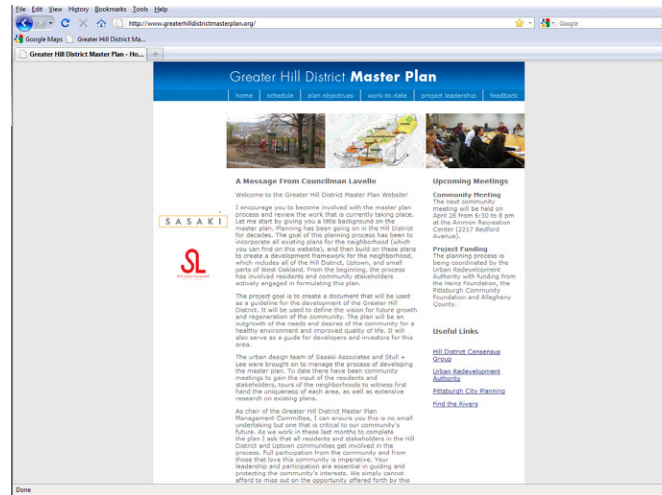 File Edit View History Bookmarks Tools Help
http://www.greaterhilldistrictmasterplan.org/
Google
Google Maps Greater Hill District Ma...
Greater Hill District Master Plan - Ho...
Greater Hill District Master Plan
home schedule plan objectives work-to-date project leadership feedback
SASAKI
SL
A Message From Councilman Lavelle
Welcome to the Greater Hill District Master Plan Website!
I encourage you to become involved with the master plan
process and review the work that is currently taking place.
Let me start by giving you a little background on the
master plan. Planning has been going on in the Hill District
for decades. The goal of this planning process has been to
incorporate all existing plans for the neighborhood (which
you can find on this website), and then build on these plans
to create a development framework for the neighborhood,
which includes all of the Hill District, Uptown, and small
parts of West Oakland. From the beginning, the process
has involved residents and community stakeholders
actively engaged in formulating this plan.
The project goal is to create a document that will be used
as a guideline for the development of the Greater Hill
District. It will be used to define the vision for future growth
and regeneration of the community. The plan will be an
outgrowth of the needs and desires of the community for a
healthy environment and improved quality of life. It will
also serve as a guide for developers and investors for this
area.
The urban design team of Sasaki Associates and Stull +
Lee were brought on to manage the process of developing
the master plan. To date there have been community
meetings to gain the input of the residents and
stakeholders, tours of the neighborhoods to witness first
hand the uniqueness of each area, as well as extensive
research on existing plans.
As chair of the Greater Hill District Master Plan
Management Committee, I can ensure you this is no small
undertaking but one that is critical to our community's
future. As we work in these last months to complete
the plan I ask that all residents and stakeholders in the Hill
District and Uptown communities get involved in the
process. Full participation from the community and from
those that love this community is imperative. Your
leadership and participation are essential in guiding and
protecting the community's interests. We simply cannot
afford to miss out on the opportunity offered forth by this
Upcoming Meetings
Community Meeting
The next community
meeting will be held on
April 26 from 6:30 to 8 pm
at the Ammon Recreation
Center (2217 Bedford
Avenue).
Project Funding
The planning process is
being coordinated by the
Urban Redevelopment
Authority with funding from
the Heinz Foundation, the
Pittsburgh Community
Foundation and Allegheny
County.
Useful Links
Hill District Consensus
Group
Urban Redevelopment
Authority
Pittsburgh City Planning
Find the Rivers
Done